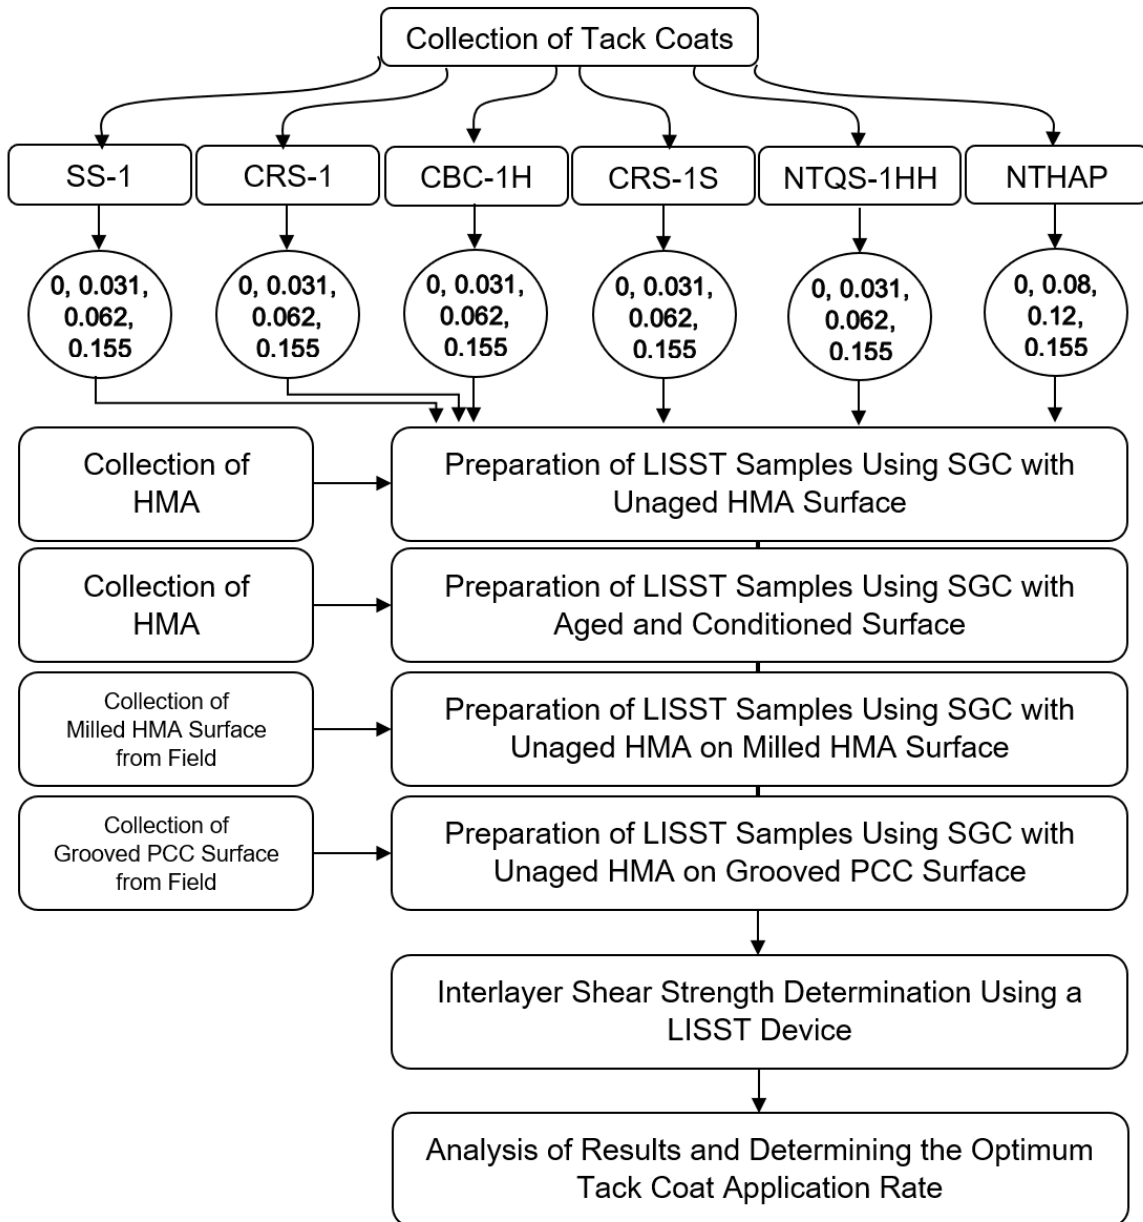 Collection of Tack Coats
SS-1
CRS-1
CBC-1H
CRS-1S
NTQS-1HH
NTHAP
0, 0.031,
0.062,
0.155
0, 0.031,
0.062,
0.155
0, 0.031,
0.062,
0.155
0, 0.031,
0.062,
0.155
0, 0.031,
0.062,
0.155
0, 0.08,
0.12,
0.155
Collection of
HMA
Preparation of LISST Samples Using SGC with
Unaged HMA Surface
Collection of
HMA
Preparation of LISST Samples Using SGC with
Aged and Conditioned Surface
Collection of
Milled HMA Surface
from Field
Preparation of LISST Samples Using SGC with
Unaged HMA on Milled HMA Surface
Collection of
Grooved PCC Surface
from Field
Preparation of LISST Samples Using SGC with
Unaged HMA on Grooved PCC Surface
Interlayer Shear Strength Determination Using a
LISST Device
Analysis of Results and Determining the Optimum
Tack Coat Application Rate